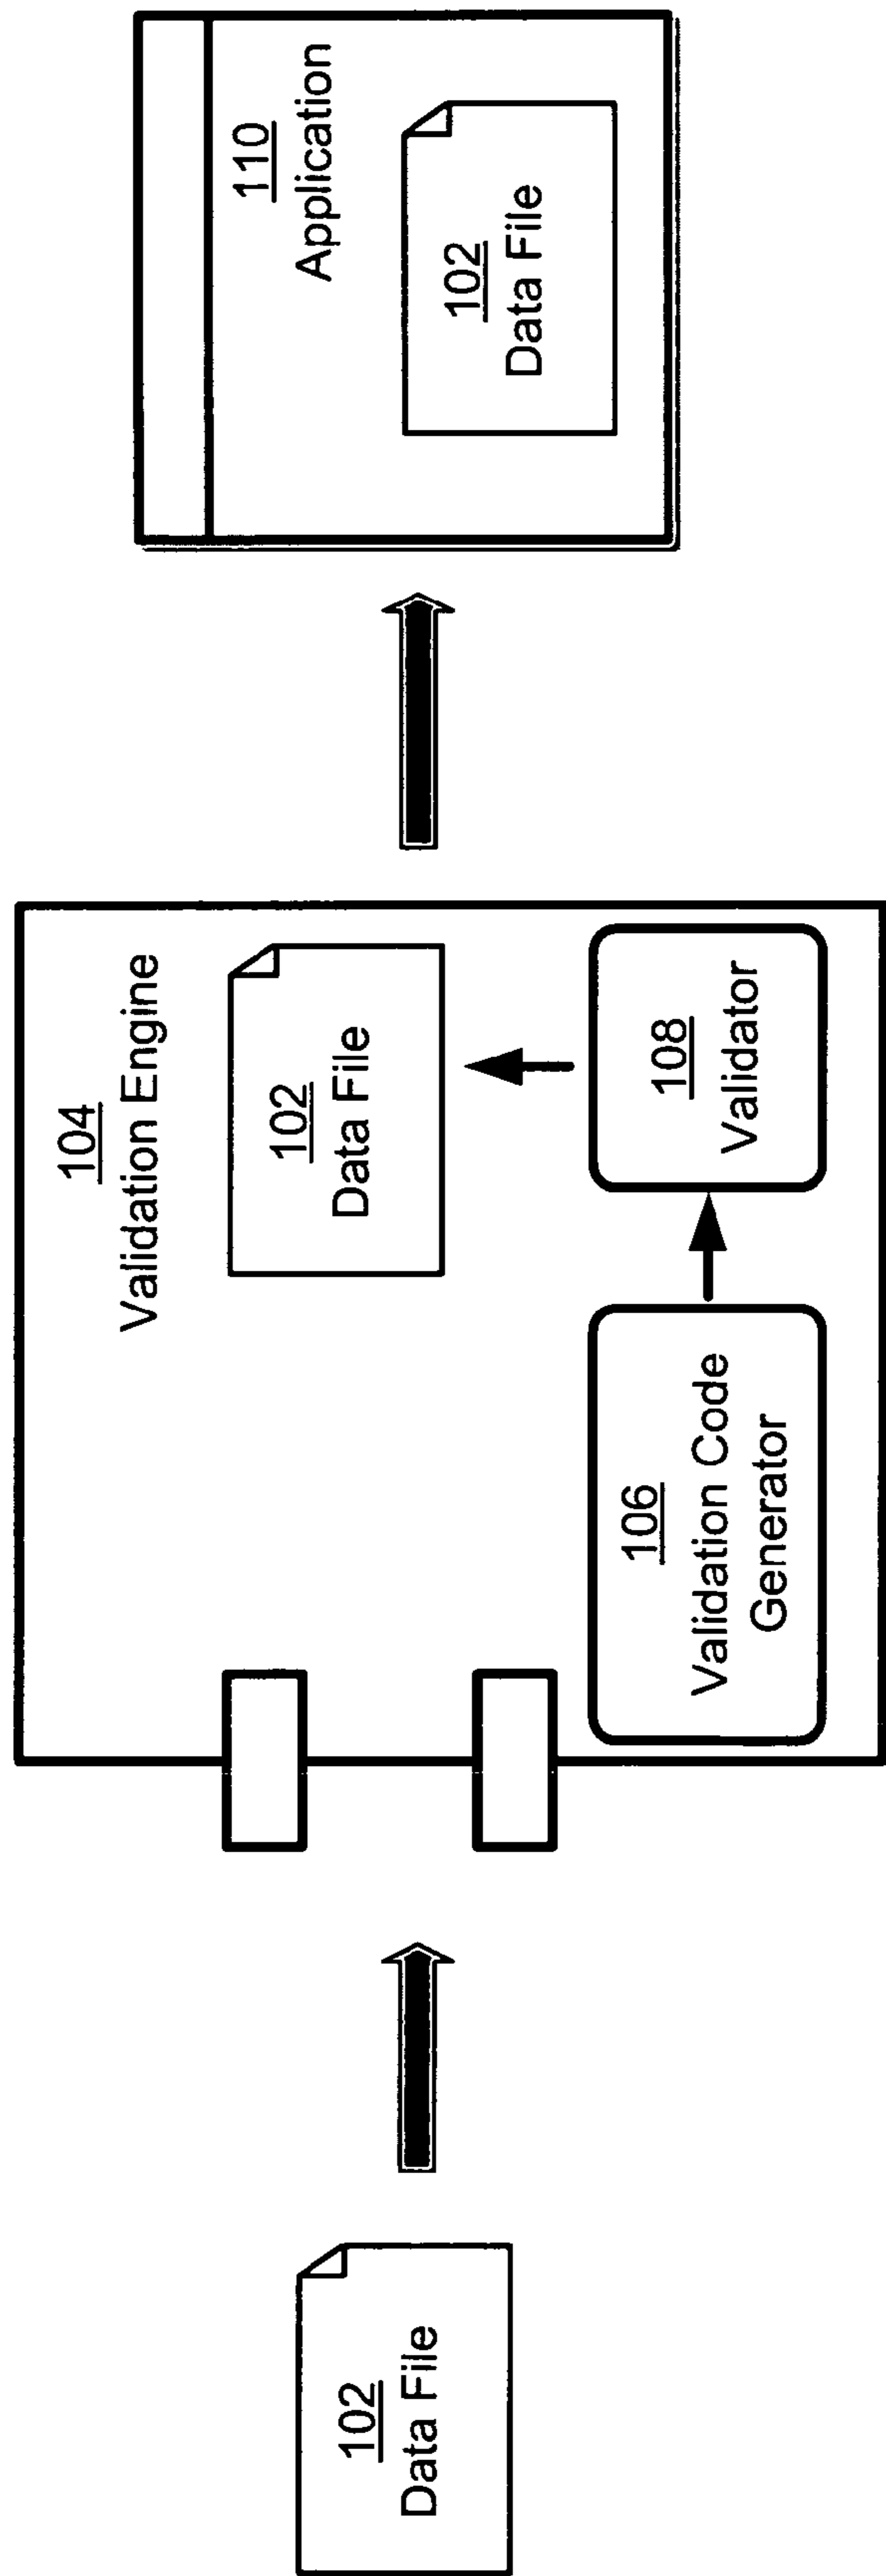 102
Data File
104
Validation Engine
102
Data File
106
Validation Code
Generator
108
Validator
110
Application
102
Data File